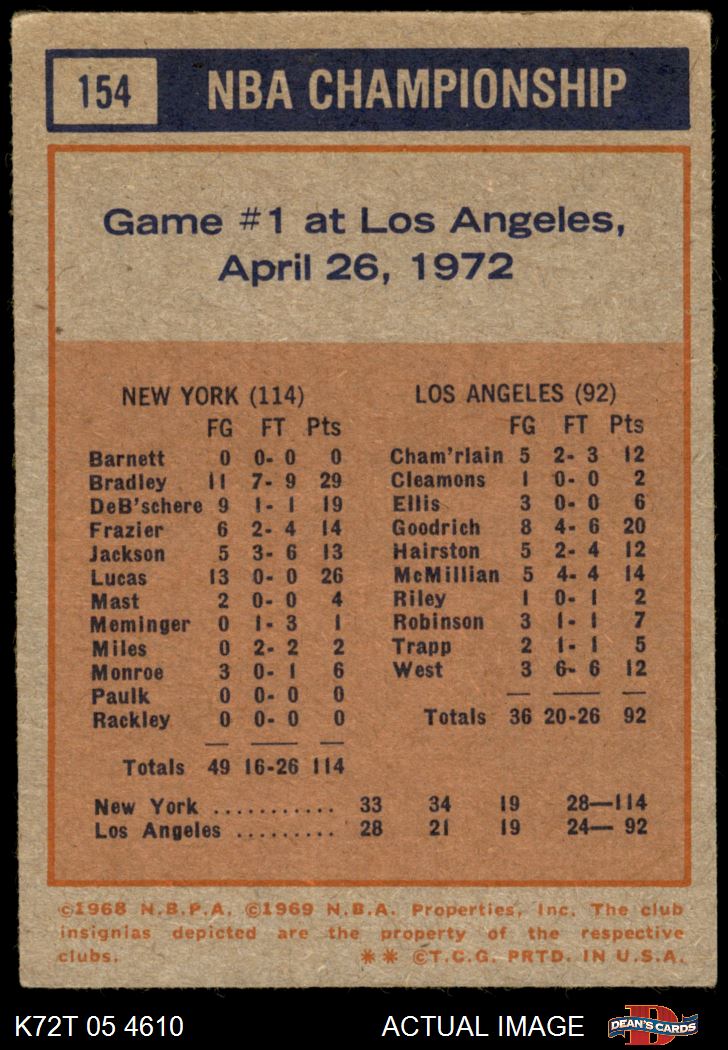 154 NBA CHAMPIONSHIP
Game #1 at Los Angeles,
April 26, 1972
NEW YORK (114)
FG FT Pts
Barnett 0 0- 0 0
Bradley 11 7- 9 29
DeB'schere 9 1- 1 19
Frazier 6 2- 4 14
Jackson 5 3- 6 13
Lucas 13 0- 0 26
Mast 2 0- 0 4
Meminger 0 1- 3 1
Miles 0 2- 2 2
Monroe 3 0- 1 6
Paulk 0 0- 0 0
Rackley 0 0- 0 0
Totals 49 16-26 114
LOS ANGELES (92)
FG FT Pts
Cham'rlain 5 2- 3 12
Cleamons 1 0- 0 2
Ellis 3 0- 0 6
Goodrich 8 4- 6 20
Hairston 5 2- 4 12
McMillian 5 4- 4 14
Riley 1 0- 1 2
Robinson 3 1- 1 7
Trapp 2 1- 1 5
West 3 6- 6 12
Totals 36 20-26 92
New York .......... 33 34 19 28—114
Los Angeles ........ 28 21 19 24— 92
©1968 N.B.P.A. ©1969 N.B.A. Properties, Inc. The club
insignias depicted are the property of the respective
clubs. ** ©T.C.G. PRTD. IN U.S.A.
K72T 05 4610 ACTUAL IMAGE D DEAN'S CARDS